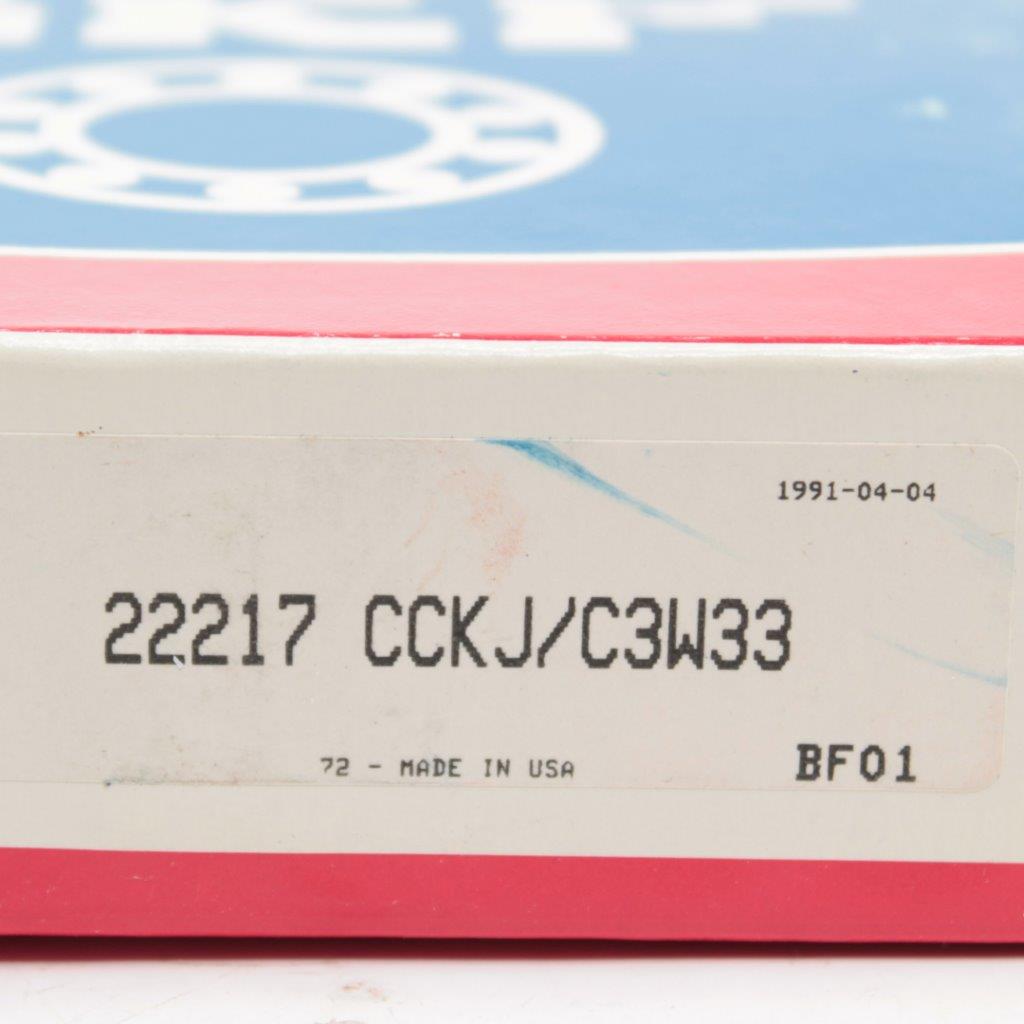 1991-04-04
22217 CCKJ/C3W33
72 - MADE IN USA
BF01